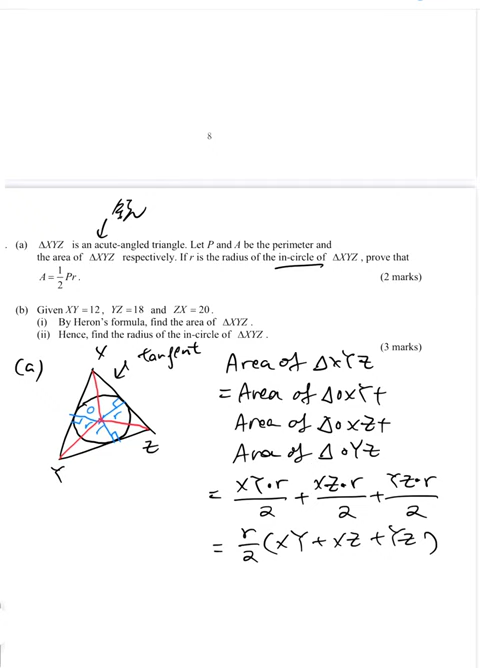 8
. (a) ΔXYZ is an acute-angled triangle. Let P and A be the perimeter and
the area of ΔXYZ respectively. If r is the radius of the in-circle of ΔXYZ, prove that
A = 1/2 Pr. (2 marks)
(b) Given XY = 12, YZ = 18 and ZX = 20.
(i) By Heron's formula, find the area of ΔXYZ.
(ii) Hence, find the radius of the in-circle of ΔXYZ.
(3 marks)
(a)
X
tangent
O
r
r
r
Y
Z
Area of ΔXYZ
= Area of ΔOXY+
Area of ΔOXZ+
Area of ΔOYZ
= XY·r/2 + XZ·r/2 + YZ·r/2
= r/2 (XY + XZ + YZ)